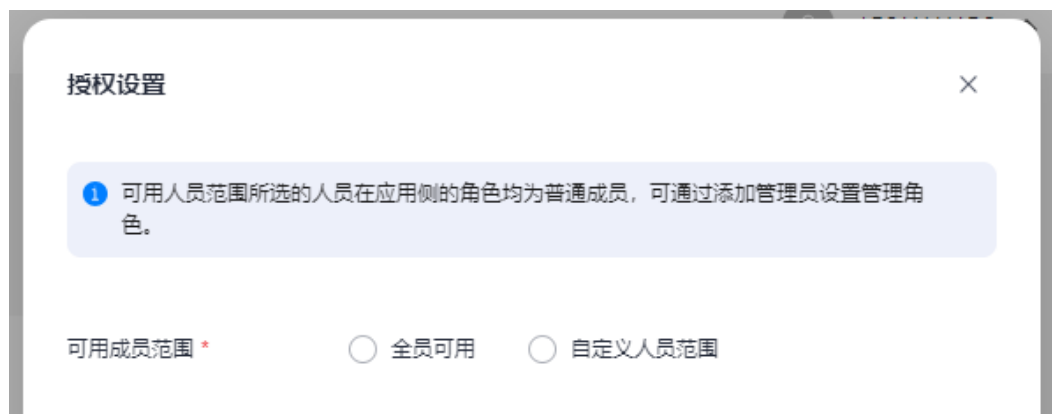 授权设置
可用人员范围所选的人员在应用侧的角色均为普通成员，可通过添加管理员设置管理角
色。
可用成员范围 *
全员可用
自定义人员范围